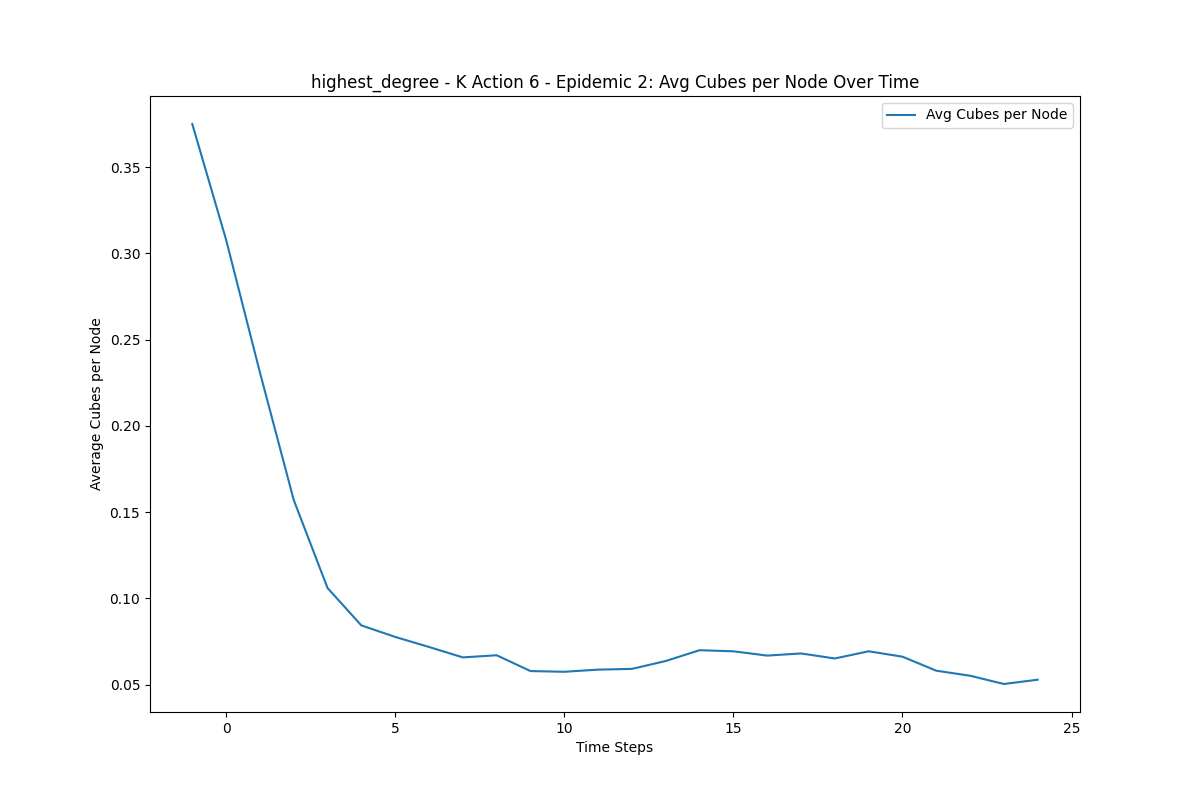 highest_degree - K Action 6 - Epidemic 2: Avg Cubes per Node Over Time
Avg Cubes per Node
Average Cubes per Node
0.35
0.30
0.25
0.20
0.15
0.10
0.05
0 5 10 15 20 25
Time Steps